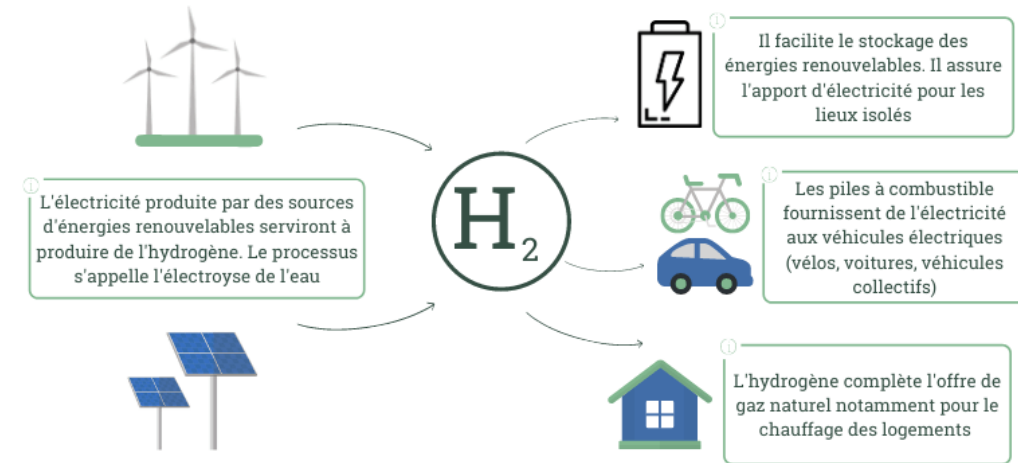 L'électricité produite par des sources
d'énergies renouvelables serviront à
produire de l'hydrogène. Le processus
s'appelle l'électroyse de l'eau
H2
Il facilite le stockage des
énergies renouvelables. Il assure
l'apport d'électricité pour les
lieux isolés
Les piles à combustible
fournissent de l'électricité
aux véhicules électriques
(vélos, voitures, véhicules
collectifs)
L'hydrogène complète l'offre de
gaz naturel notamment pour le
chauffage des logements